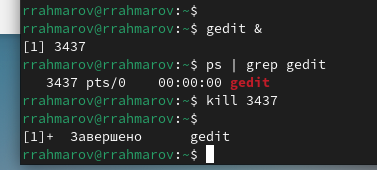 rrahmarov@rrahmarov:~$
rrahmarov@rrahmarov:~$ gedit &
[1] 3437
rrahmarov@rrahmarov:~$ ps | grep gedit
   3437 pts/0    00:00:00 gedit
rrahmarov@rrahmarov:~$ kill 3437
rrahmarov@rrahmarov:~$
[1]+  Завершено      gedit
rrahmarov@rrahmarov:~$